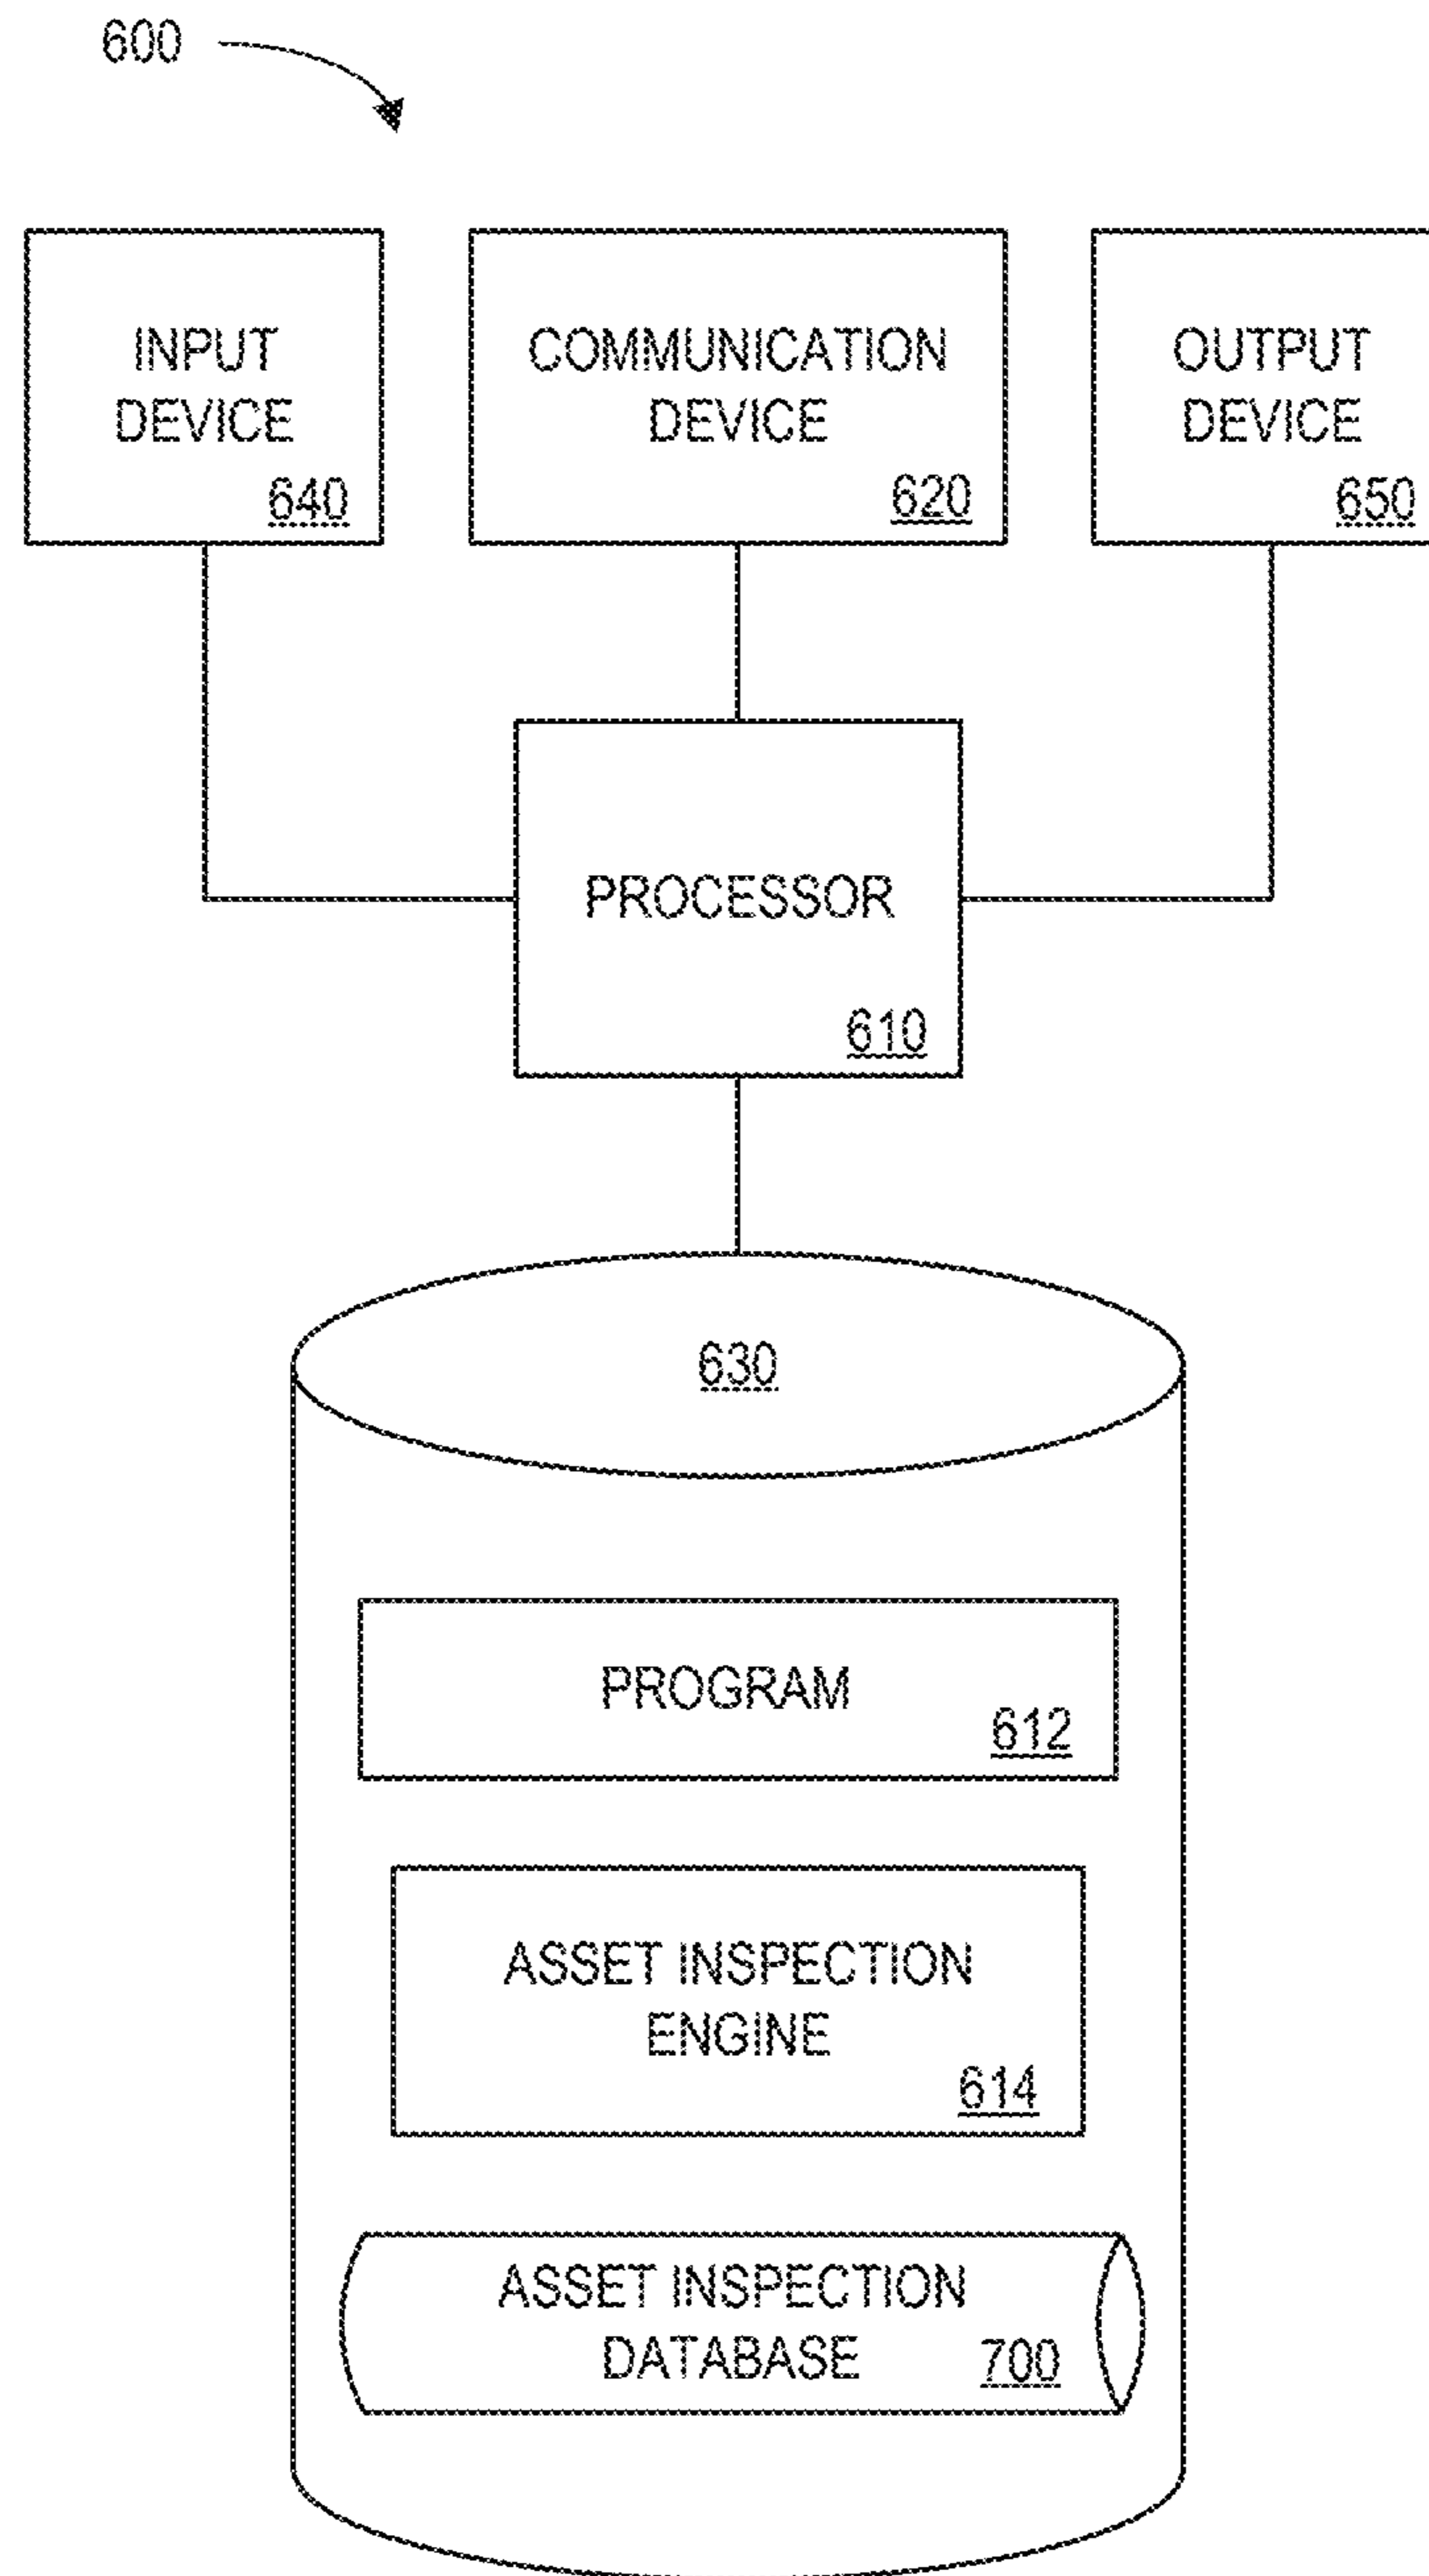 600
INPUT
DEVICE
640
COMMUNICATION
DEVICE
620
OUTPUT
DEVICE
650
PROCESSOR
610
630
PROGRAM
612
ASSET INSPECTION
ENGINE
614
ASSET INSPECTION
DATABASE
700